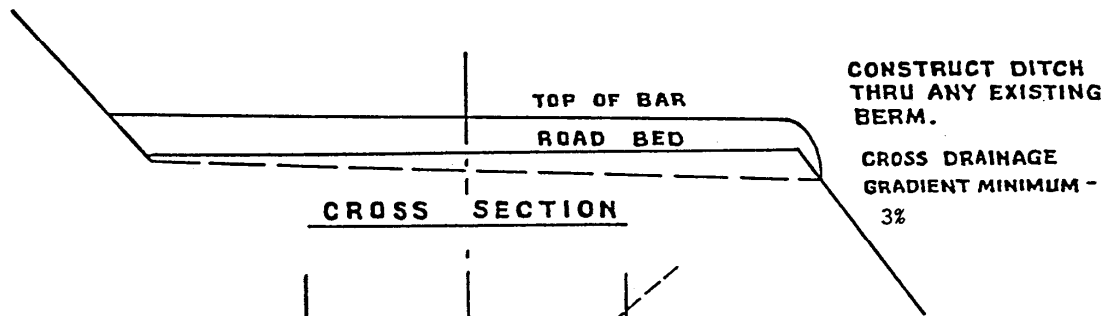 TOP OF BAR
ROAD BED
CROSS SECTION
CONSTRUCT DITCH
THRU ANY EXISTING
BERM.
CROSS DRAINAGE
GRADIENT MINIMUM -
3%